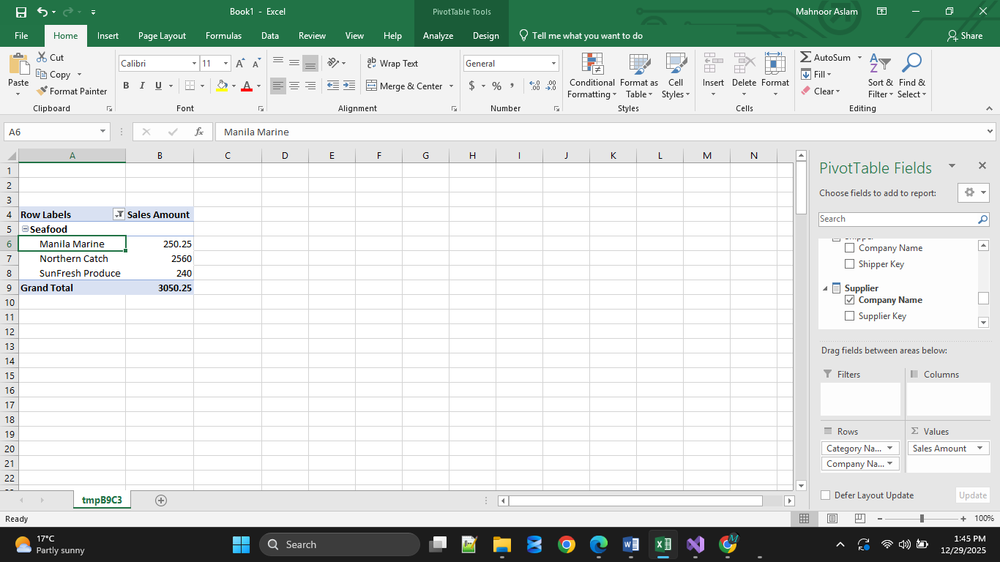 Book1 - Excel
PivotTable Tools
Mahnoor Aslam
File Home Insert Page Layout Formulas Data Review View Help Analyze Design Tell me what you want to do Share
Cut
Copy
Format Painter
Paste
Clipboard
Calibri 11
B I U
Font
Wrap Text
Merge & Center
Alignment
General
$ % ,
Number
Conditional Formatting
Format as Table
Cell Styles
Styles
Insert Delete Format
Cells
AutoSum
Fill
Clear
Sort & Filter
Find & Select
Editing
A6 fx Manila Marine
A B C D E F G H I J K L M N
1
2
3
4 Row Labels Sales Amount
5 Seafood
6 Manila Marine 250.25
7 Northern Catch 2560
8 SunFresh Produce 240
9 Grand Total 3050.25
10
11
12
13
14
15
16
17
18
19
20
21
22
PivotTable Fields
Choose fields to add to report:
Search
Company Name
Shipper Key
Supplier
Company Name
Supplier Key
Drag fields between areas below:
Filters Columns
Rows Σ Values
Category Na... Sales Amount
Company Na...
Defer Layout Update Update
tmpB9C3
Ready 100%
17°C
Partly sunny
Search
1:45 PM
12/29/2025